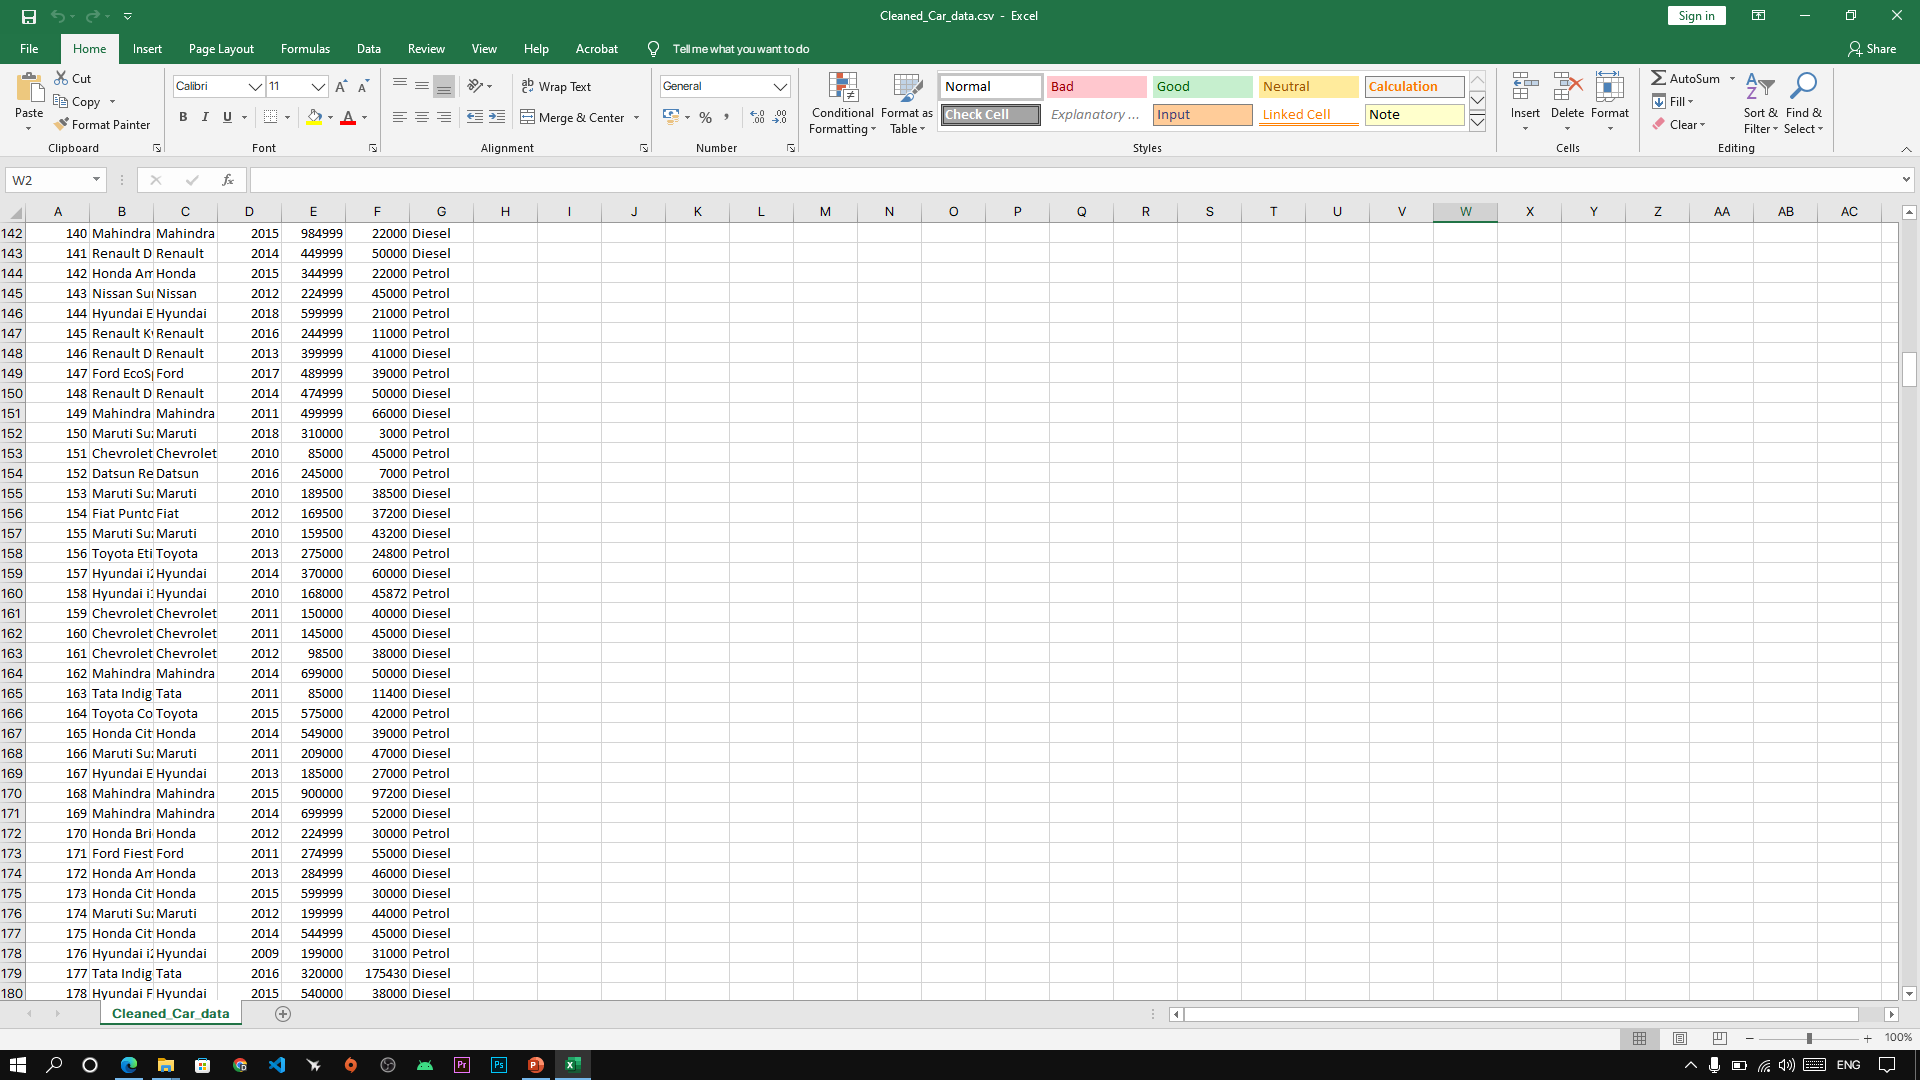 Cleaned_Car_data.csv - Excel
Sign in
File Home Insert Page Layout Formulas Data Review View Help Acrobat Tell me what you want to do Share
Paste Cut Copy Format Painter Clipboard
Calibri 11 B I U A A A Font
ab Wrap Text Merge & Center Alignment
General % , Number
Conditional Formatting Format as Table
Normal Bad Good Neutral Calculation
Check Cell Explanatory ... Input Linked Cell Note
Styles
Insert Delete Format Cells
AutoSum Fill Clear Sort & Filter Find & Select Editing
W2 fx
A B C D E F G H I J K L M N O P Q R S T U V W X Y Z AA AB AC
142 140 Mahindra Mahindra 2015 984999 22000 Diesel
143 141 Renault D Renault 2014 449999 50000 Diesel
144 142 Honda Am Honda 2015 344999 22000 Petrol
145 143 Nissan Su Nissan 2012 224999 45000 Petrol
146 144 Hyundai E Hyundai 2018 599999 21000 Petrol
147 145 Renault K Renault 2016 244999 11000 Petrol
148 146 Renault D Renault 2013 399999 41000 Diesel
149 147 Ford EcoS Ford 2017 489999 39000 Petrol
150 148 Renault D Renault 2014 474999 50000 Diesel
151 149 Mahindra Mahindra 2011 499999 66000 Diesel
152 150 Maruti Su Maruti 2018 310000 3000 Petrol
153 151 Chevrolet Chevrolet 2010 85000 45000 Petrol
154 152 Datsun Re Datsun 2016 245000 7000 Petrol
155 153 Maruti Su Maruti 2010 189500 38500 Diesel
156 154 Fiat Punto Fiat 2012 169500 37200 Diesel
157 155 Maruti Su Maruti 2010 159500 43200 Diesel
158 156 Toyota Eti Toyota 2013 275000 24800 Petrol
159 157 Hyundai i2 Hyundai 2014 370000 60000 Diesel
160 158 Hyundai i1 Hyundai 2010 168000 45872 Petrol
161 159 Chevrolet Chevrolet 2011 150000 40000 Diesel
162 160 Chevrolet Chevrolet 2011 145000 45000 Diesel
163 161 Chevrolet Chevrolet 2012 98500 38000 Diesel
164 162 Mahindra Mahindra 2014 699000 50000 Diesel
165 163 Tata Indig Tata 2011 85000 11400 Diesel
166 164 Toyota Co Toyota 2015 575000 42000 Petrol
167 165 Honda Cit Honda 2014 549000 39000 Petrol
168 166 Maruti Su Maruti 2011 209000 47000 Diesel
169 167 Hyundai E Hyundai 2013 185000 27000 Petrol
170 168 Mahindra Mahindra 2015 900000 97200 Diesel
171 169 Mahindra Mahindra 2014 699999 52000 Diesel
172 170 Honda Bri Honda 2012 224999 30000 Petrol
173 171 Ford Fiest Ford 2011 274999 55000 Diesel
174 172 Honda Am Honda 2013 284999 46000 Diesel
175 173 Honda Cit Honda 2015 599999 30000 Diesel
176 174 Maruti Su Maruti 2012 199999 44000 Petrol
177 175 Honda Cit Honda 2014 544999 45000 Diesel
178 176 Hyundai i2 Hyundai 2009 199000 31000 Petrol
179 177 Tata Indig Tata 2016 320000 175430 Diesel
180 178 Hyundai F Hyundai 2015 540000 38000 Diesel
Cleaned_Car_data
100%
Pr Ps ENG